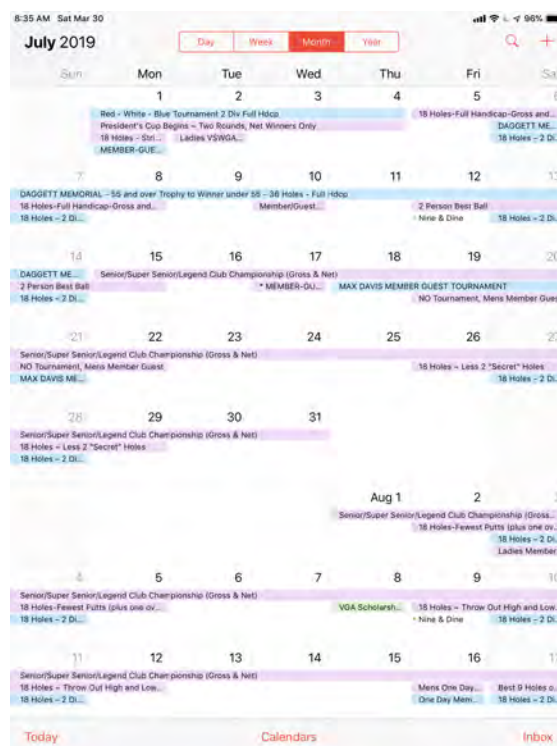 8:35 AM Sat Mar 30
96%
July 2019
Day Week Month Year
Sun Mon Tue Wed Thu Fri Sat
1 2 3 4 5 6
Red - White - Blue Tournament 2 Div Full Hdcp
18 Holes-Full Handicap-Gross and...
President's Cup Begins ~ Two Rounds, Net Winners Only
DAGGETT ME...
18 Holes - Stri...
Ladies VSWGA...
18 Holes ~ 2 Di...
MEMBER-GUE...
7 8 9 10 11 12 13
DAGGETT MEMORIAL - 55 and over Trophy to Winner under 55 - 36 Holes - Full Hdcp
18 Holes-Full Handicap-Gross and...
Member/Guest...
2 Person Best Ball
18 Holes ~ 2 Di...
Nine & Dine
18 Holes ~ 2 Di...
14 15 16 17 18 19 20
DAGGETT ME...
Senior/Super Senior/Legend Club Championship (Gross & Net)
2 Person Best Ball
* MEMBER-GU...
MAX DAVIS MEMBER GUEST TOURNAMENT
18 Holes ~ 2 Di...
NO Tournament, Mens Member Guest
21 22 23 24 25 26 27
Senior/Super Senior/Legend Club Championship (Gross & Net)
NO Tournament, Mens Member Guest
18 Holes ~ Less 2 "Secret" Holes
MAX DAVIS ME...
18 Holes ~ 2 Di...
28 29 30 31
Senior/Super Senior/Legend Club Championship (Gross & Net)
18 Holes ~ Less 2 "Secret" Holes
18 Holes ~ 2 Di...
Aug 1 2
Senior/Super Senior/Legend Club Championship (Gross...
18 Holes-Fewest Putts (plus one ov...
18 Holes ~ 2 Di...
Ladies Member
4 5 6 7 8 9 10
Senior/Super Senior/Legend Club Championship (Gross & Net)
18 Holes-Fewest Putts (plus one ov...
VGA Scholarsh...
18 Holes ~ Throw Out High and Low...
18 Holes ~ 2 Di...
Nine & Dine
18 Holes ~ 2 Di...
11 12 13 14 15 16
Senior/Super Senior/Legend Club Championship (Gross & Net)
18 Holes ~ Throw Out High and Low...
Mens One Day...
Best 9 Holes o...
18 Holes ~ 2 Di...
One Day Mem...
18 Holes ~ 2 Di...
Today Calendars Inbox